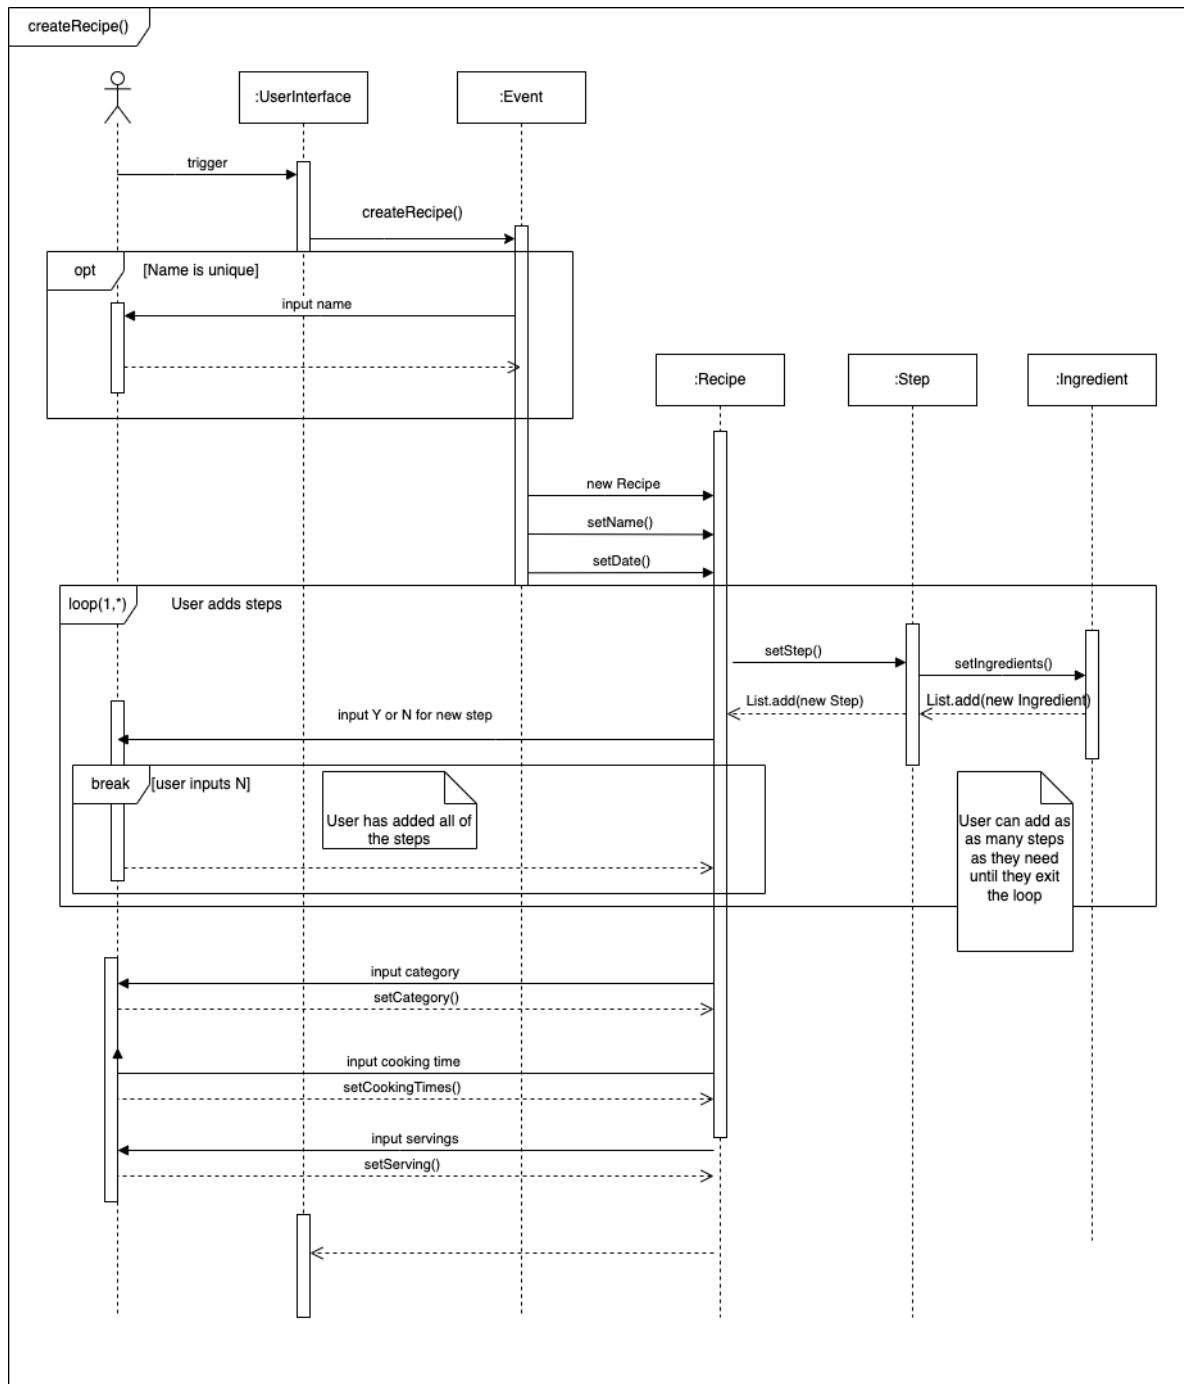 createRecipe()
:UserInterface
:Event
trigger
createRecipe()
opt
[Name is unique]
input name
:Recipe
:Step
:Ingredient
new Recipe
setName()
setDate()
loop(1,*)
User adds steps
setStep()
setIngredients()
List.add(new Step)
List.add(new Ingredient)
input Y or N for new step
break
[user inputs N]
User has added all of
the steps
User can add as
as many steps
as they need
until they exit
the loop
input category
setCategory()
input cooking time
setCookingTimes()
input servings
setServing()